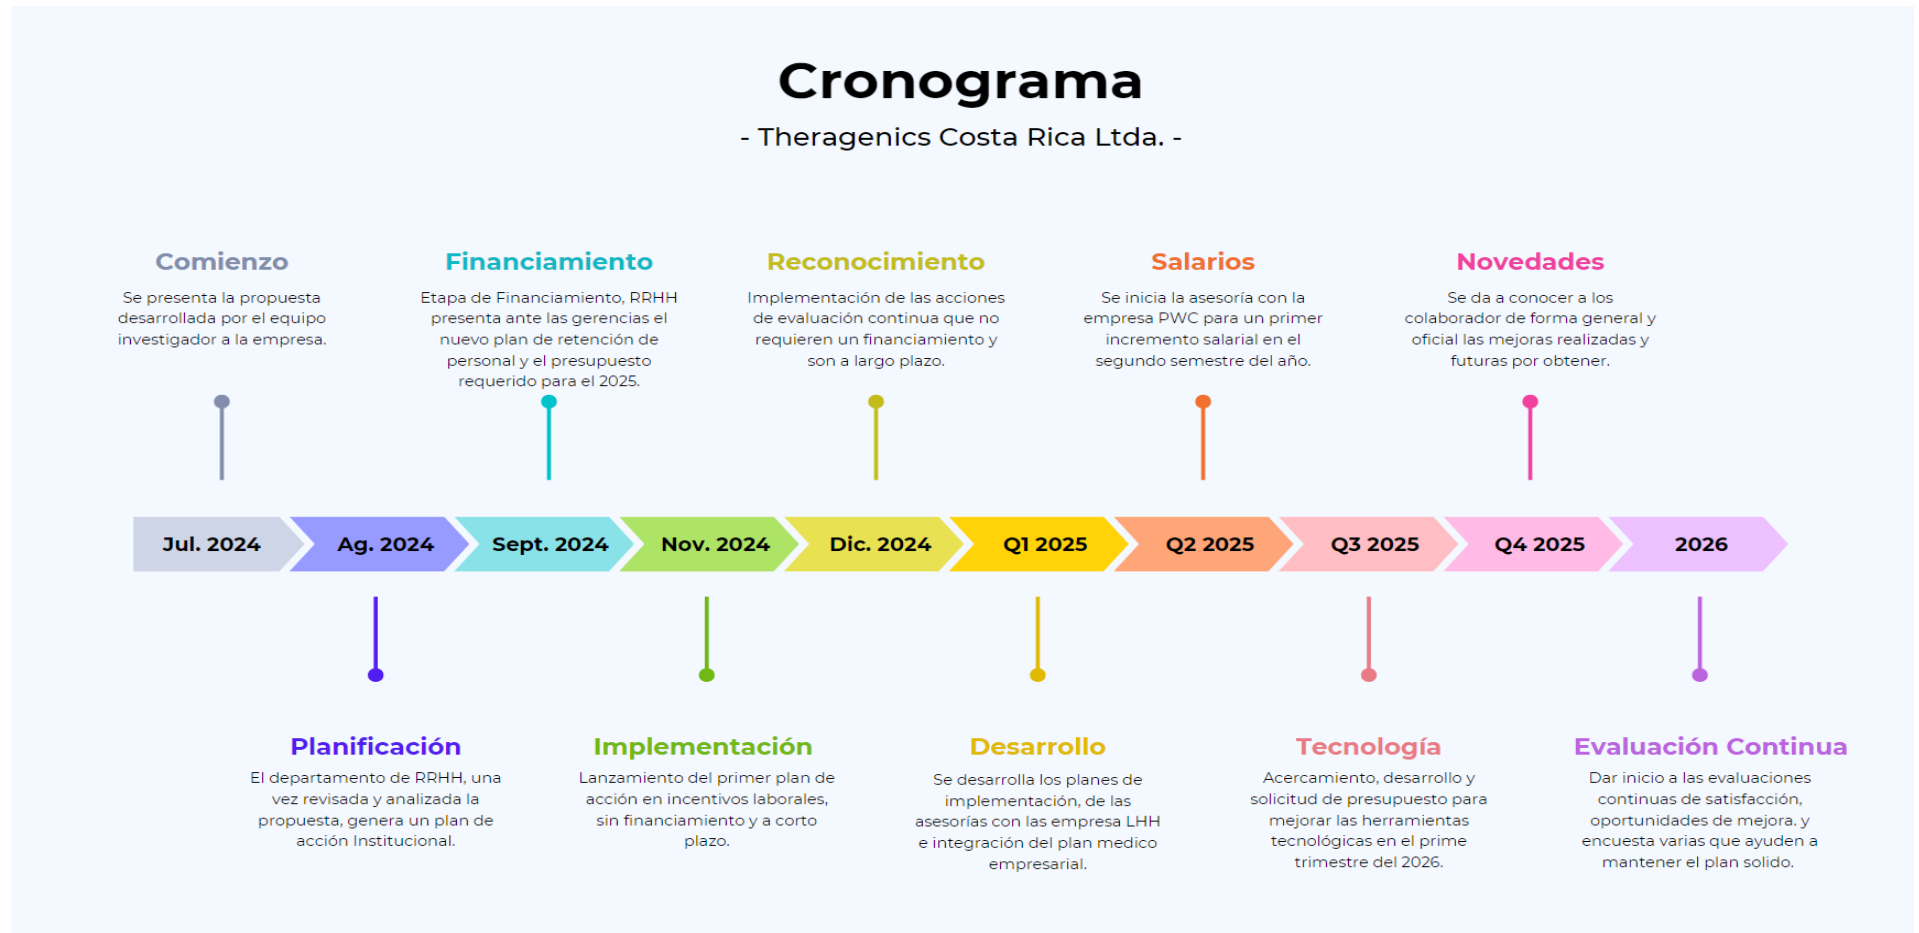 Cronograma
- Theragenics Costa Rica Ltda. -
Comienzo
Se presenta la propuesta
desarrollada por el equipo
investigador a la empresa.
Financiamiento
Etapa de Financiamiento, RRHH
presenta ante las gerencias el
nuevo plan de retención de
personal y el presupuesto
requerido para el 2025.
Reconocimiento
Implementación de las acciones
de evaluación continua que no
requieren un financiamiento y
son a largo plazo.
Salarios
Se inicia la asesoría con la
empresa PWC para un primer
incremento salarial en el
segundo semestre del año.
Novedades
Se da a conocer a los
colaborador de forma general y
oficial las mejoras realizadas y
futuras por obtener.
Jul. 2024
Ag. 2024
Sept. 2024
Nov. 2024
Dic. 2024
Q1 2025
Q2 2025
Q3 2025
Q4 2025
2026
Planificación
El departamento de RRHH, una
vez revisada y analizada la
propuesta, genera un plan de
acción Institucional.
Implementación
Lanzamiento del primer plan de
acción en incentivos laborales,
sin financiamiento y a corto
plazo.
Desarrollo
Se desarrolla los planes de
implementación, de las
asesorías con las empresa LHH
e integración del plan medico
empresarial.
Tecnología
Acercamiento, desarrollo y
solicitud de presupuesto para
mejorar las herramientas
tecnológicas en el prime
trimestre del 2026.
Evaluación Continua
Dar inicio a las evaluaciones
continuas de satisfacción,
oportunidades de mejora. y
encuesta varias que ayuden a
mantener el plan solido.